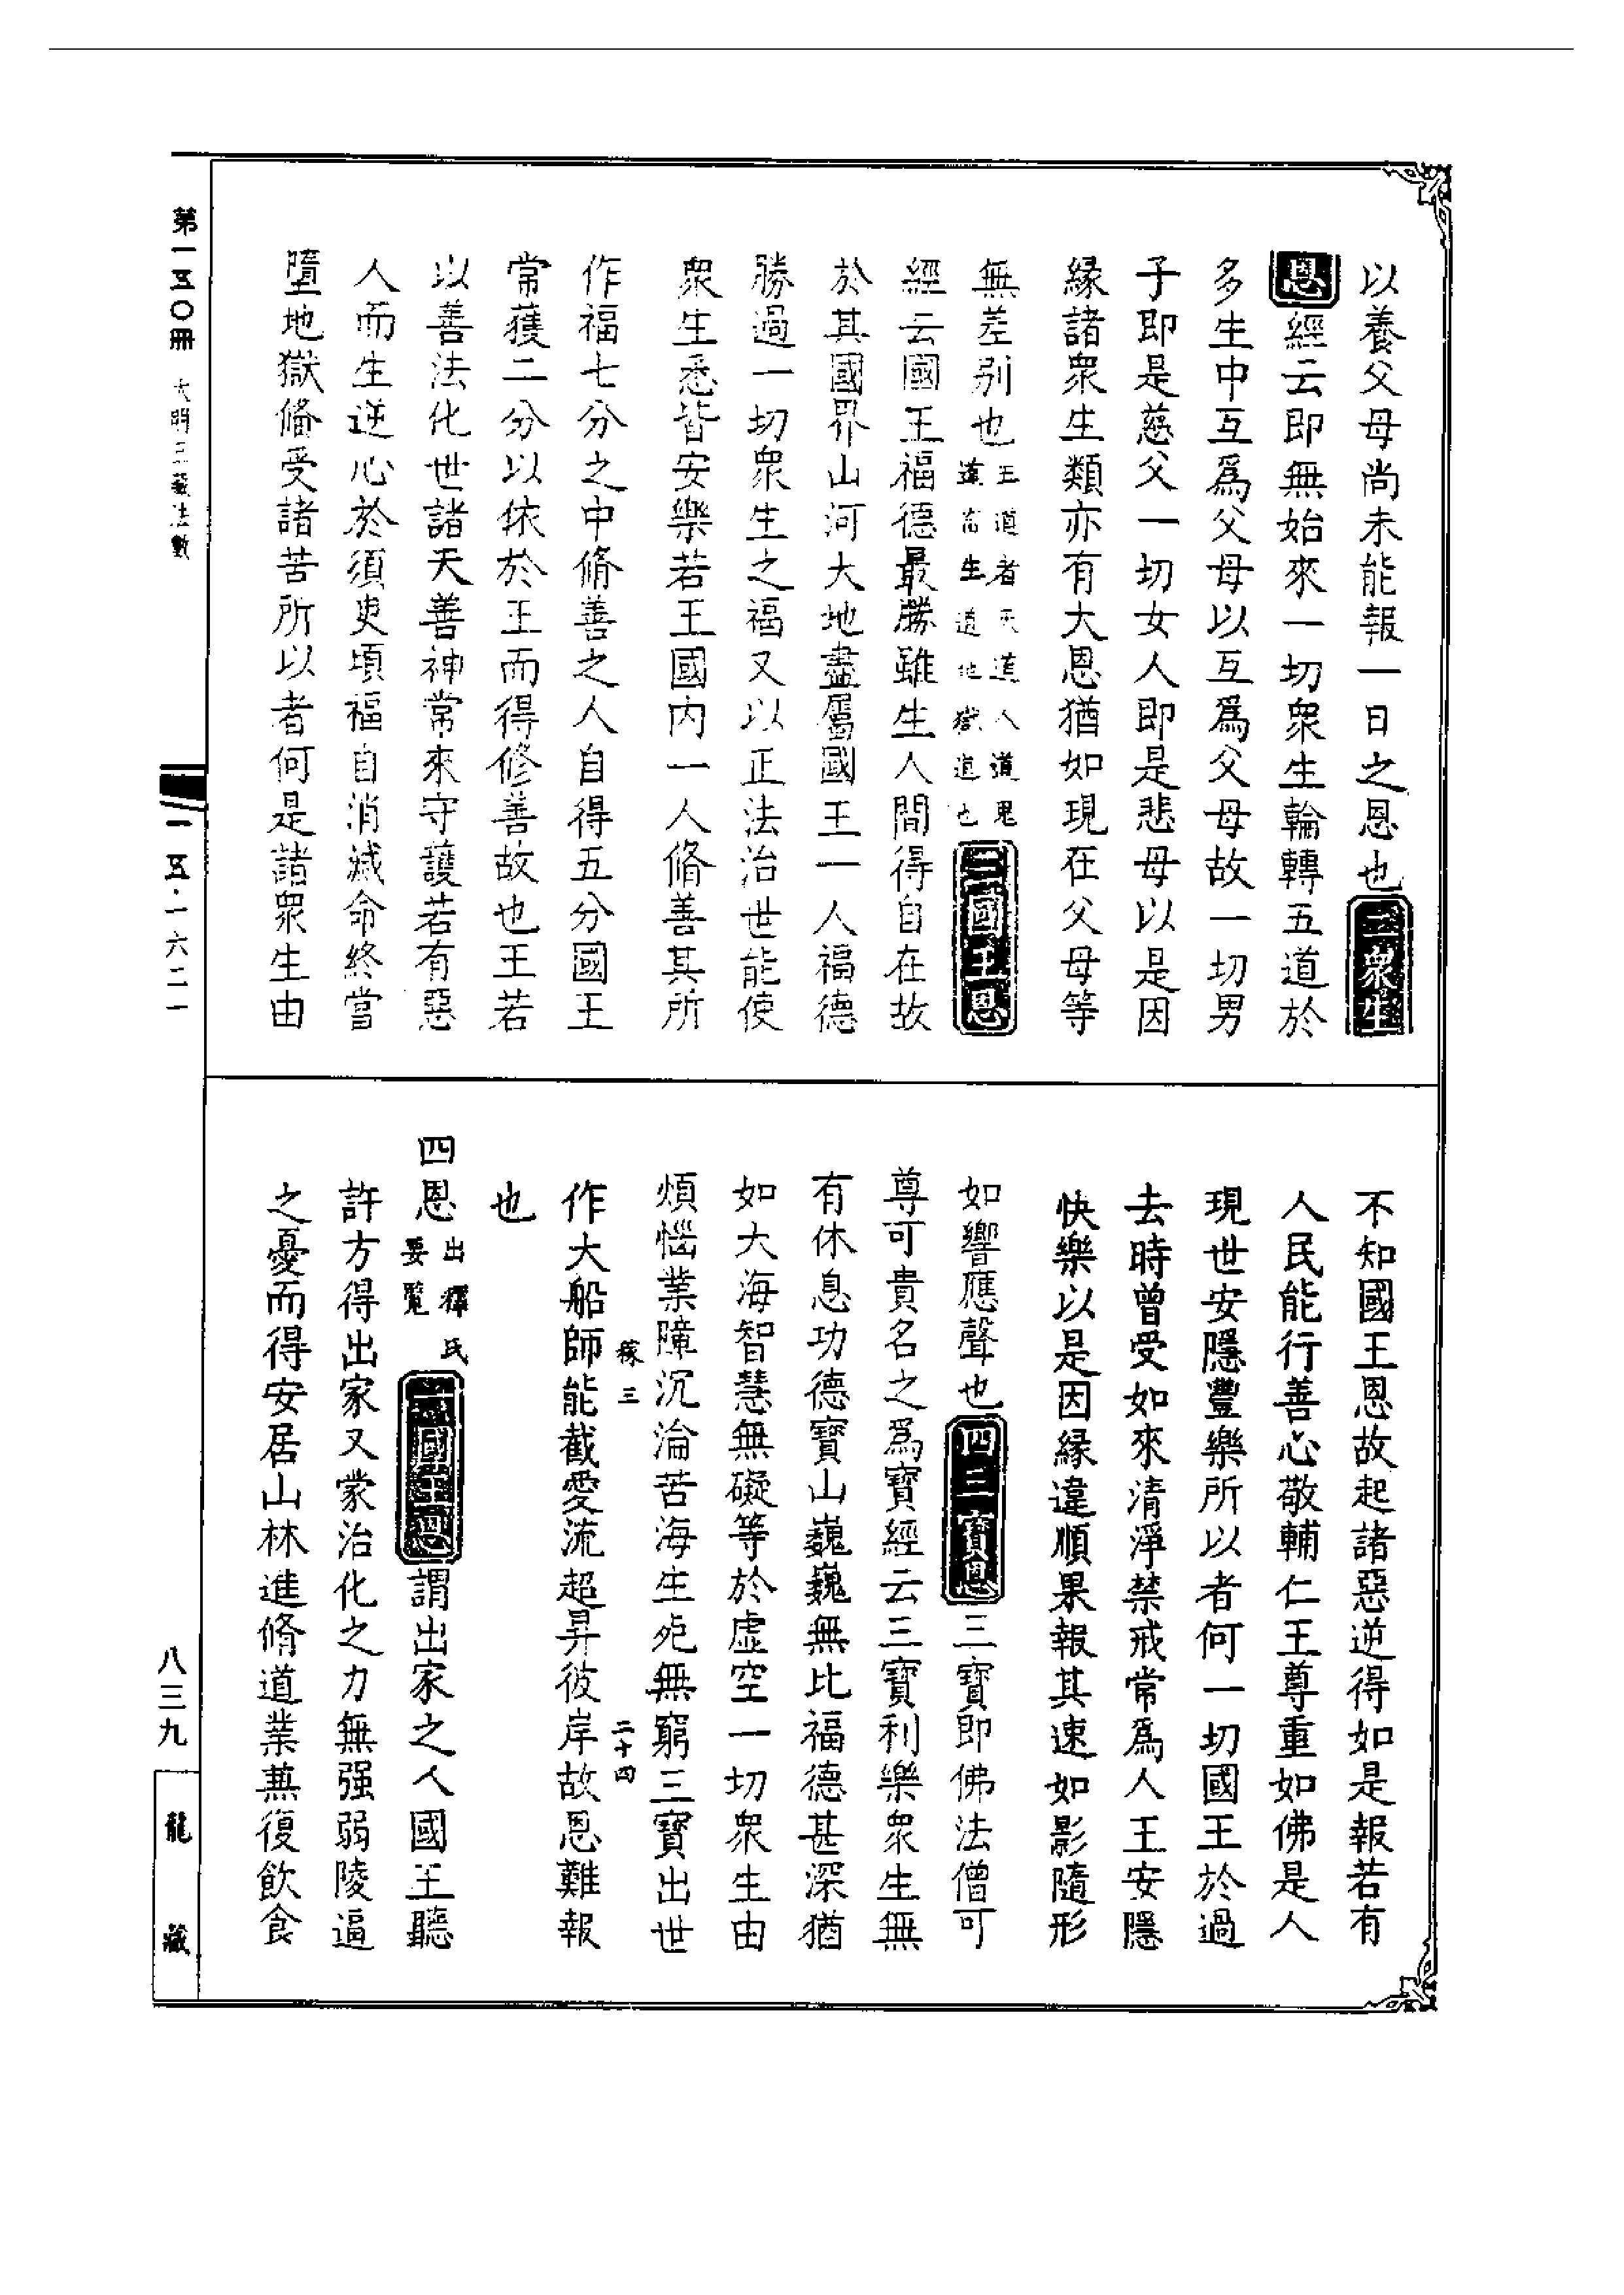 以養父母尚未能報一日之恩也二衆生
恩經云即無始來一切衆生輪轉五道於
多生中互爲父母以互爲父母故一切男
子即是慈父一切女人即是悲母以是因
緣諸衆生類亦有大恩猶如現在父母等
無差别也五道者天道人道鬼
道畜生道地獄道也三國王恩
經云國王福德最勝雖生人間得自在故
於其國界山河大地盡屬國王一人福德
勝過一切衆生之福又以正法治世能使
衆生悉皆安樂若王國内一人脩善其所
作福七分之中脩善之人自得五分國王
常獲二分以依於王而得修善故也王若
以善法化世諸天善神常來守護若有惡
人而生逆心於須臾頃福自消滅命終當
墮地獄偹受諸苦所以者何是諸衆生由
不知國王恩故起諸惡逆得如是報若有
人民能行善心敬輔仁王尊重如佛是人
現世安隱豐樂所以者何一切國王於過
去時曾受如來清淨禁戒常爲人王安隱
快樂以是因緣違順果報其速如影隨形
如響應聲也四三寶恩三寶即佛法僧可
尊可貴名之爲寶經云三寶利樂衆生無
有休息功德寶山巍巍無比福德甚深猶
如大海智慧無礙等於虛空一切衆生由
煩惱業障沉淪苦海生死無窮三寶出世
稼三 二十四
作大船師能截愛流超昇彼岸故恩難報
也
四恩出釋氏
要覽一國王恩謂出家之人國王聽
許方得出家又蒙治化之力無强弱陵逼
之憂而得安居山林進脩道業兼復飲食
第一五〇冊 大明三藏法數
一五·一六二一
八三九
龍藏